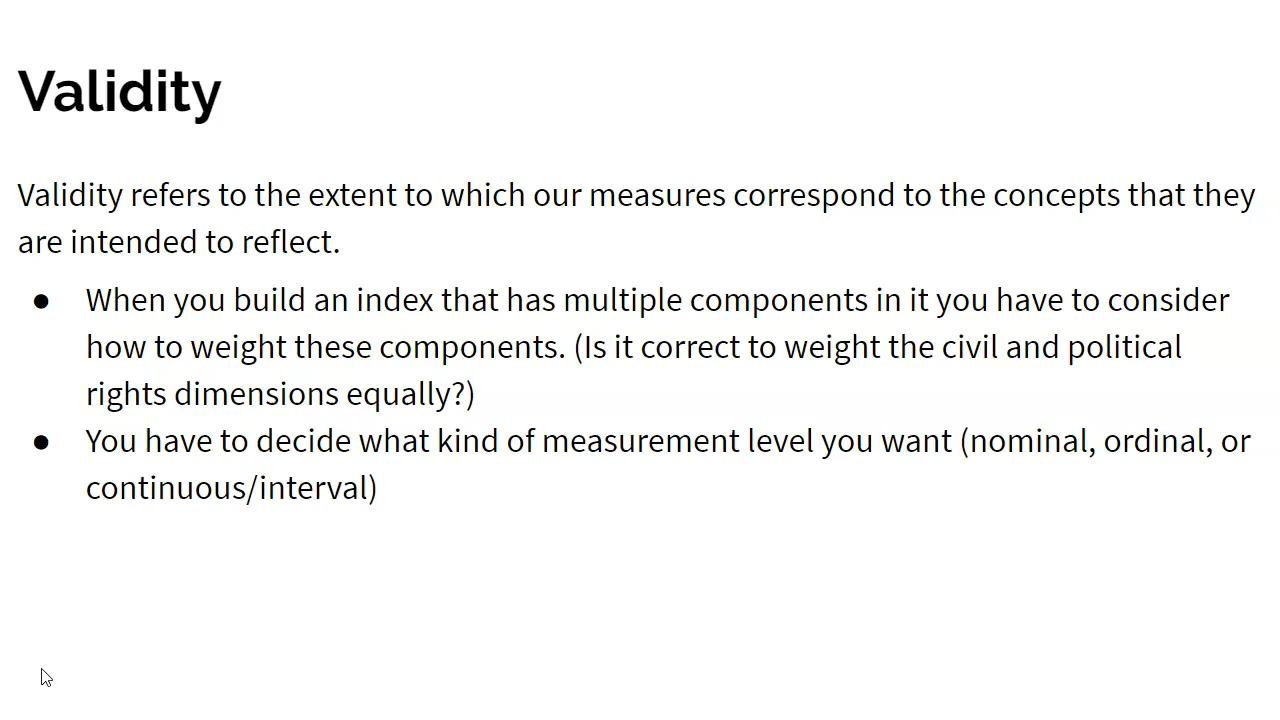 Validity
Validity refers to the extent to which our measures correspond to the concepts that they
are intended to reflect.
● When you build an index that has multiple components in it you have to consider
how to weight these components. (Is it correct to weight the civil and political
rights dimensions equally?)
● You have to decide what kind of measurement level you want (nominal, ordinal, or
continuous/interval)